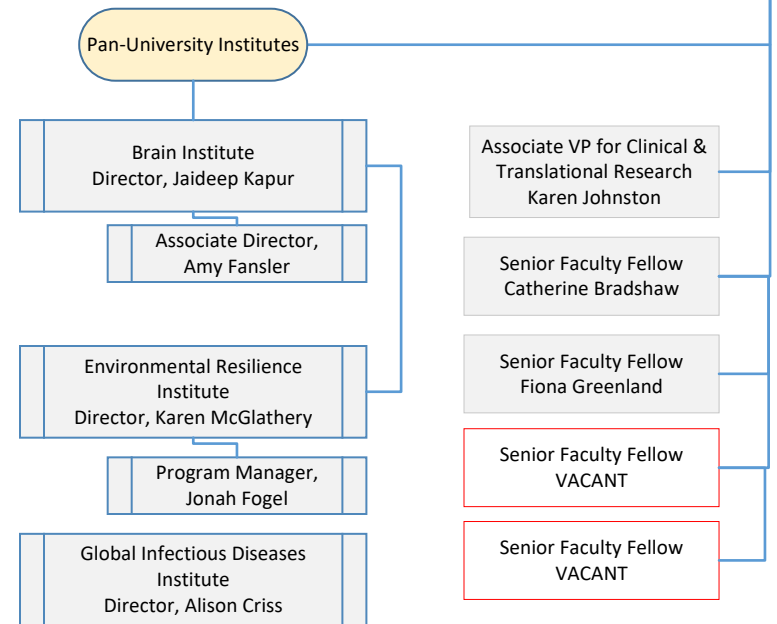 Pan-University Institutes
Brain Institute
Director, Jaideep Kapur
Associate Director,
Amy Fansler
Environmental Resilience
Institute
Director, Karen McGlathery
Program Manager,
Jonah Fogel
Global Infectious Diseases
Institute
Director, Alison Criss
Associate VP for Clinical &
Translational Research
Karen Johnston
Senior Faculty Fellow
Catherine Bradshaw
Senior Faculty Fellow
Fiona Greenland
Senior Faculty Fellow
VACANT
Senior Faculty Fellow
VACANT